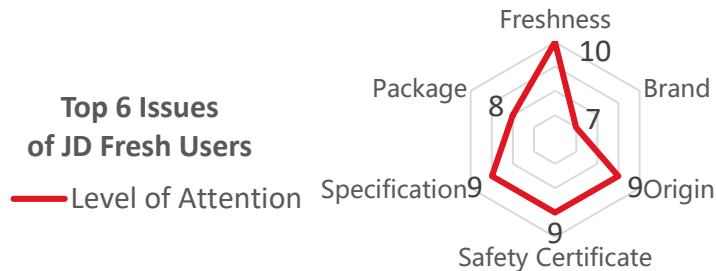 Top 6 Issues
of JD Fresh Users
Level of Attention
Freshness
10
Brand
7
Origin
9
Safety Certificate
9
Specification
9
Package
8